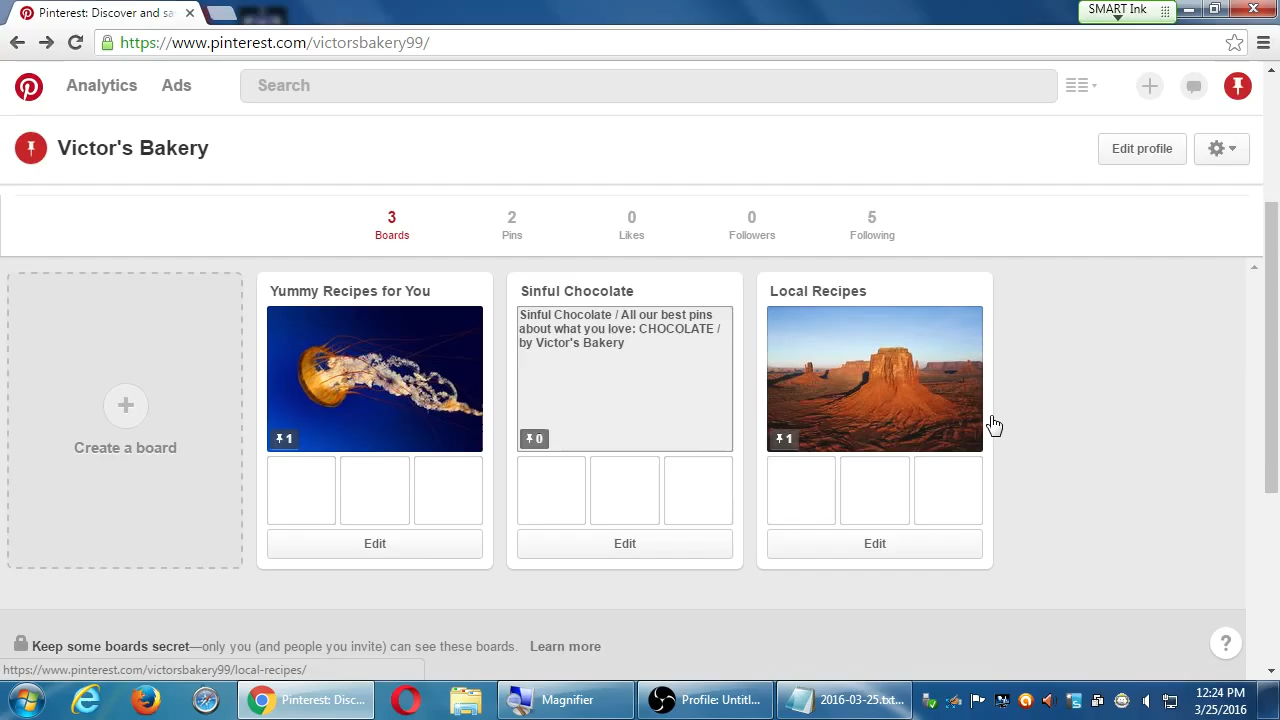 Pinterest: Discover and sa
SMART Ink
https://www.pinterest.com/victorsbakery99/
Analytics
Ads
Search
Victor's Bakery
Edit profile
3
Boards
2
Pins
0
Likes
0
Followers
5
Following
Create a board
Yummy Recipes for You
1
Edit
Sinful Chocolate
Sinful Chocolate / All our best pins
about what you love: CHOCOLATE /
by Victor's Bakery
0
Edit
Local Recipes
1
Edit
Keep some boards secret—only you (and people you invite) can see these boards. Learn more
?
https://www.pinterest.com/victorsbakery99/local-recipes/
Pinterest: Disc...
Magnifier
Profile: Untitl...
2016-03-25.txt...
12:24 PM
3/25/2016